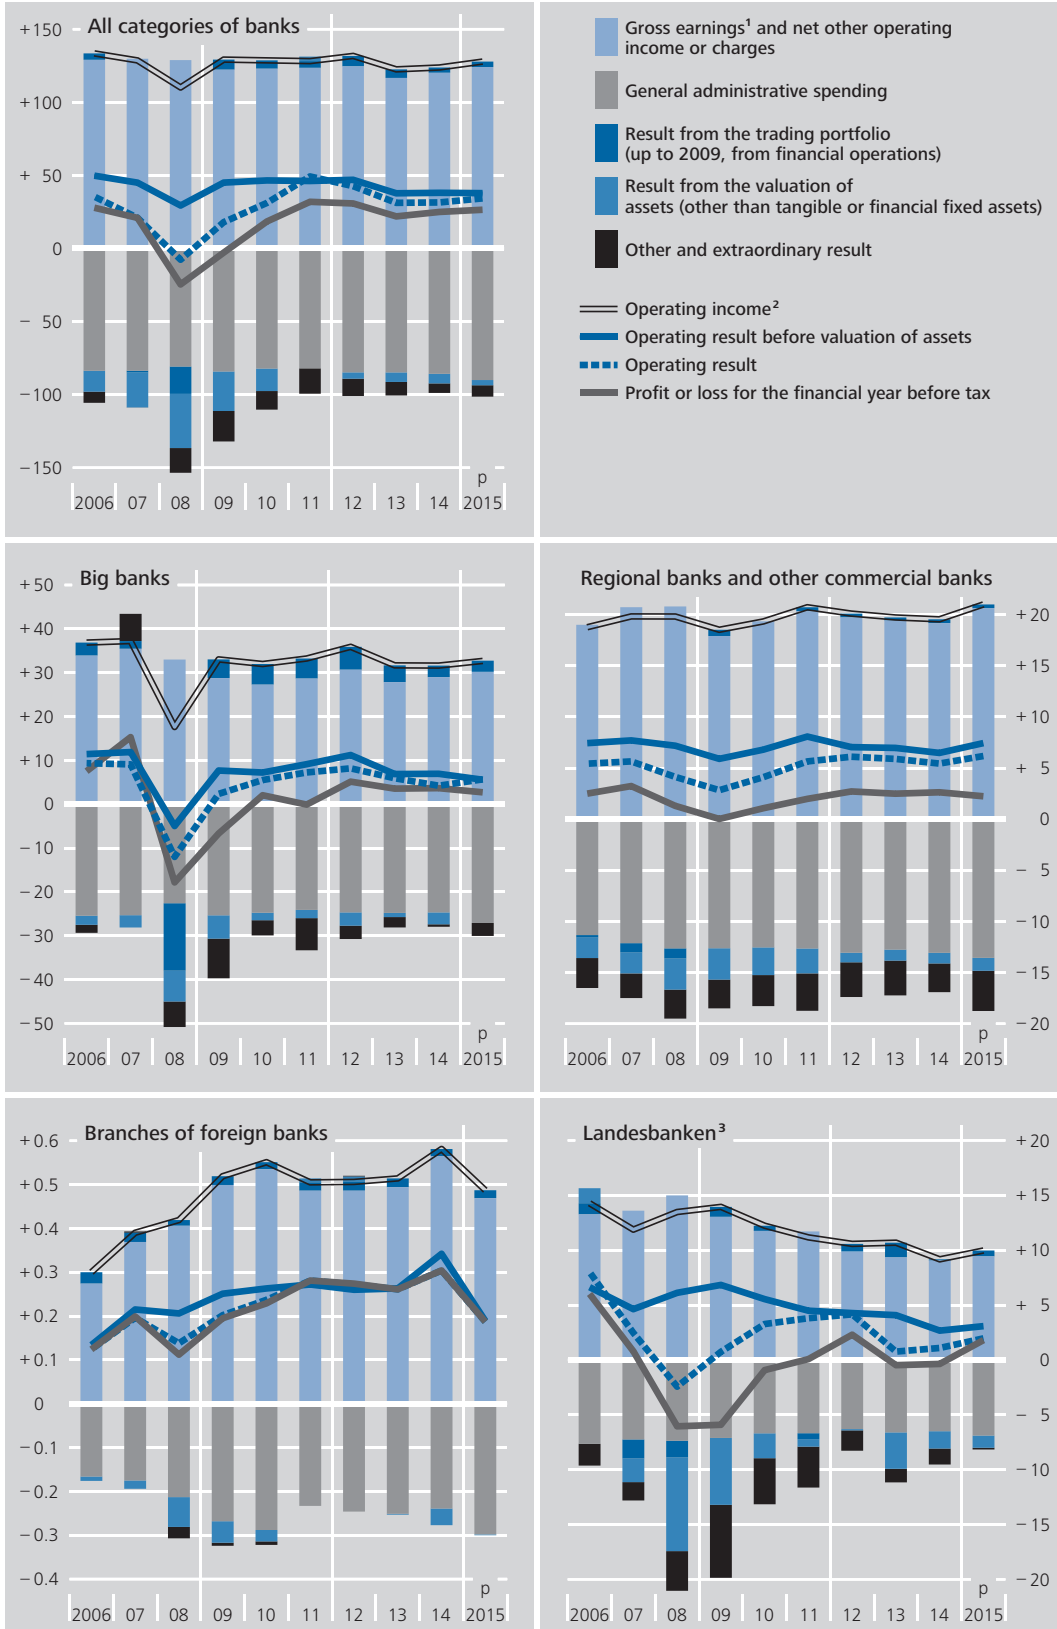 All categories of banks
+ 150
+ 100
+ 50
0
− 50
− 100
− 150
p
2006 07 08 09 10 11 12 13 14 2015
Gross earnings¹ and net other operating
income or charges
General administrative spending
Result from the trading portfolio
(up to 2009, from financial operations)
Result from the valuation of
assets (other than tangible or financial fixed assets)
Other and extraordinary result
Operating income²
Operating result before valuation of assets
Operating result
Profit or loss for the financial year before tax
Big banks
+ 50
+ 40
+ 30
+ 20
+ 10
0
− 10
− 20
− 30
− 40
− 50
p
2006 07 08 09 10 11 12 13 14 2015
Regional banks and other commercial banks
+ 20
+ 15
+ 10
+ 5
0
− 5
− 10
− 15
− 20
p
2006 07 08 09 10 11 12 13 14 2015
Branches of foreign banks
+ 0.6
+ 0.5
+ 0.4
+ 0.3
+ 0.2
+ 0.1
0
− 0.1
− 0.2
− 0.3
− 0.4
p
2006 07 08 09 10 11 12 13 14 2015
Landesbanken³
+ 20
+ 15
+ 10
+ 5
0
− 5
− 10
− 15
− 20
p
2006 07 08 09 10 11 12 13 14 2015